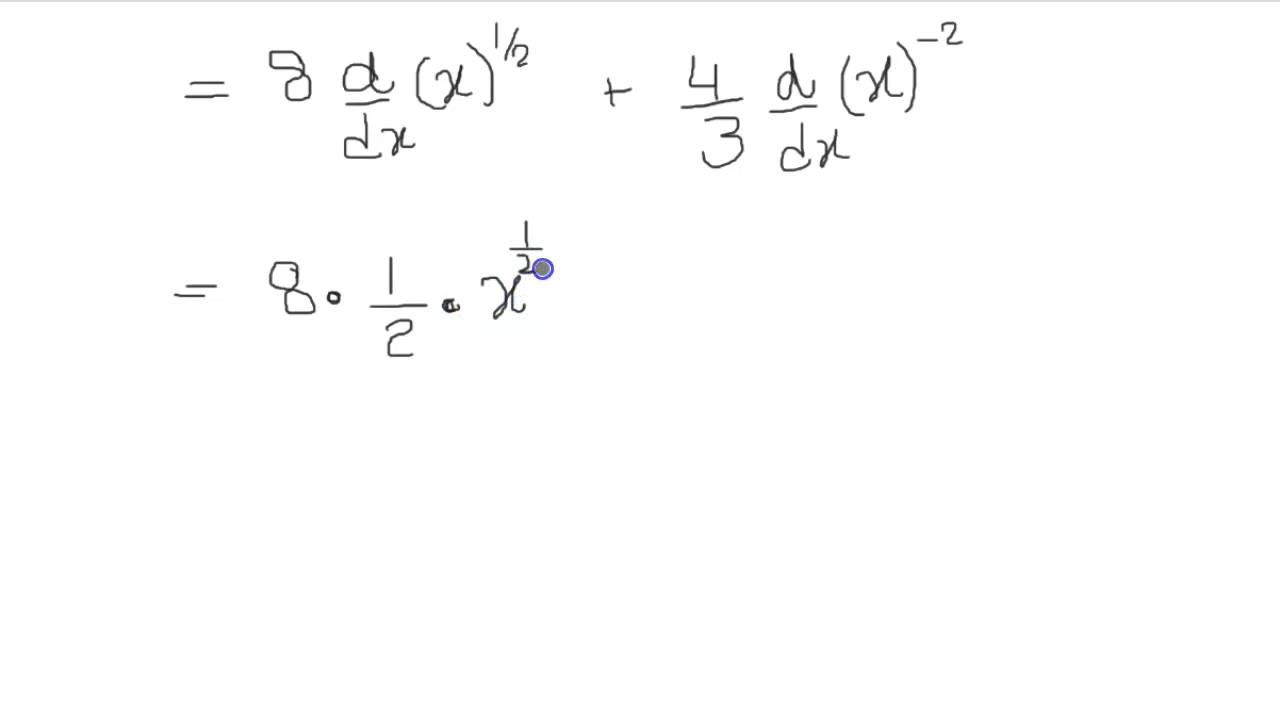 = 8 d/dx (x)^1/2 + 4/3 d/dx (x)^-2
= 8 · 1/2 · x^1/2